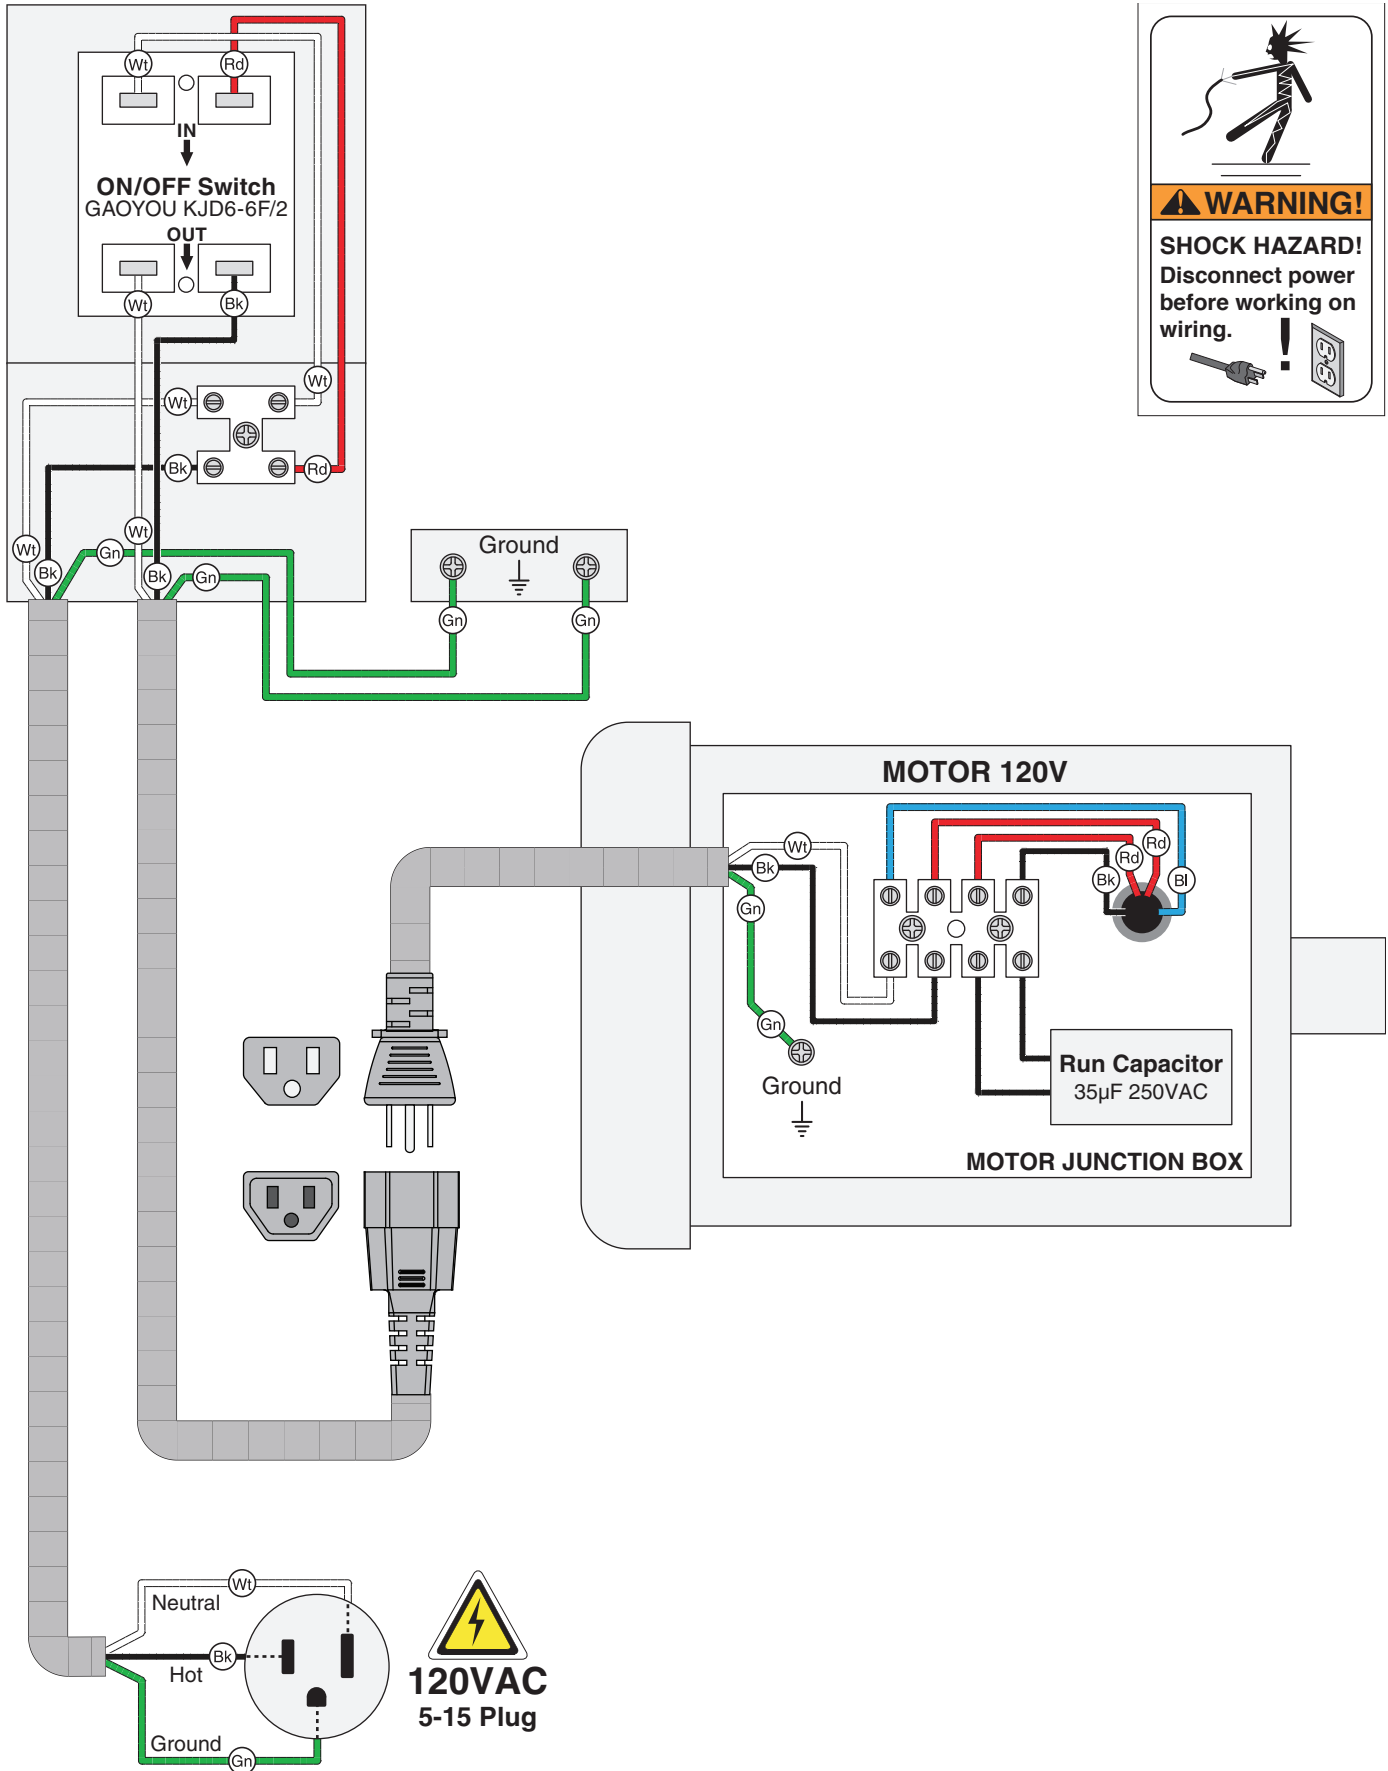 Wt
Rd
IN
ON/OFF Switch
GAOYOU KJD6-6F/2
OUT
Wt
Bk
Wt
Wt
Bk
Rd
Wt
Wt
Bk
Gn
Bk
Gn
Ground
Gn
Gn
WARNING!
SHOCK HAZARD!
Disconnect power
before working on
wiring.
!
MOTOR 120V
Wt
Bk
Gn
Gn
Rd
Rd
Bk
Bl
Ground
Run Capacitor
35µF 250VAC
MOTOR JUNCTION BOX
Wt
Neutral
Bk
Hot
Ground
Gn
120VAC
5-15 Plug